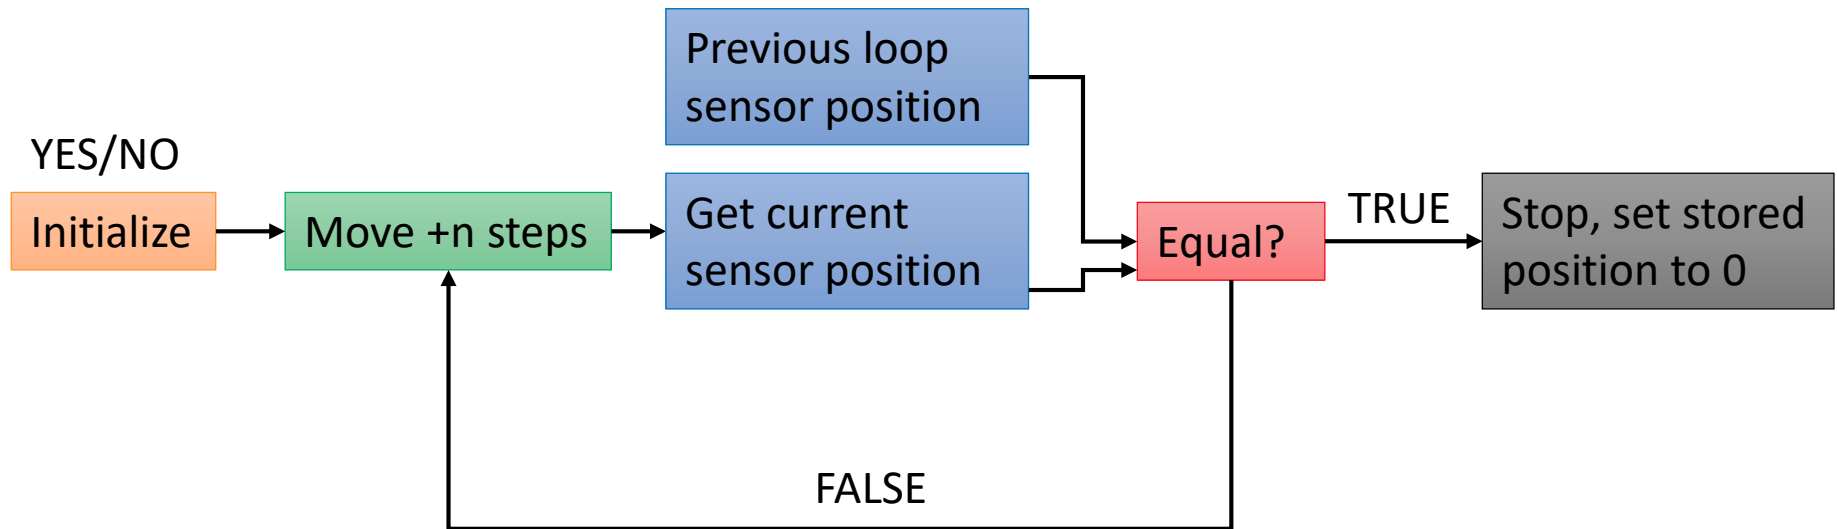 YES/NO
Initialize
Move +n steps
Previous loop
sensor position
Get current
sensor position
Equal?
TRUE
Stop, set stored
position to 0
FALSE